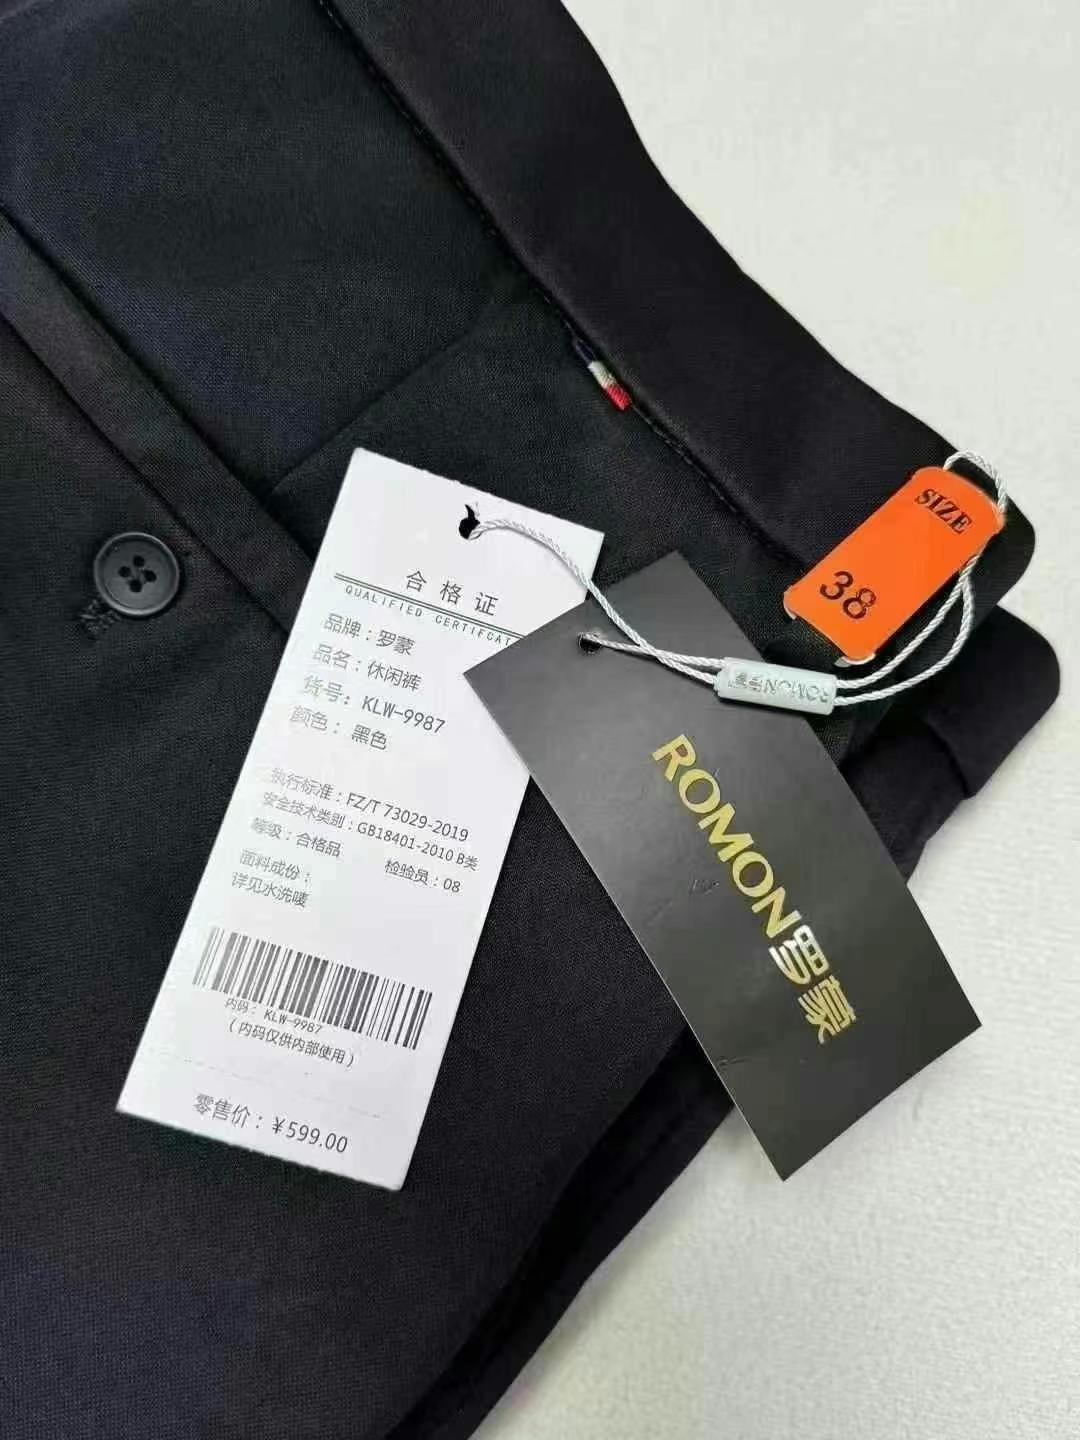 合格证
QUALIFIED CERTIFCAT
品牌：罗蒙
品名：休闲裤
货号：KLW-9987
颜色：黑色
执行标准：FZ/T 73029-2019
安全技术类别：GB18401-2010 B类
等级：合格品 检验员：08
面料成份：
详见水洗唛
内码：KLW-9987
（内码仅供内部使用）
零售价：￥599.00
ROMON罗蒙
SIZE
38
ROMON